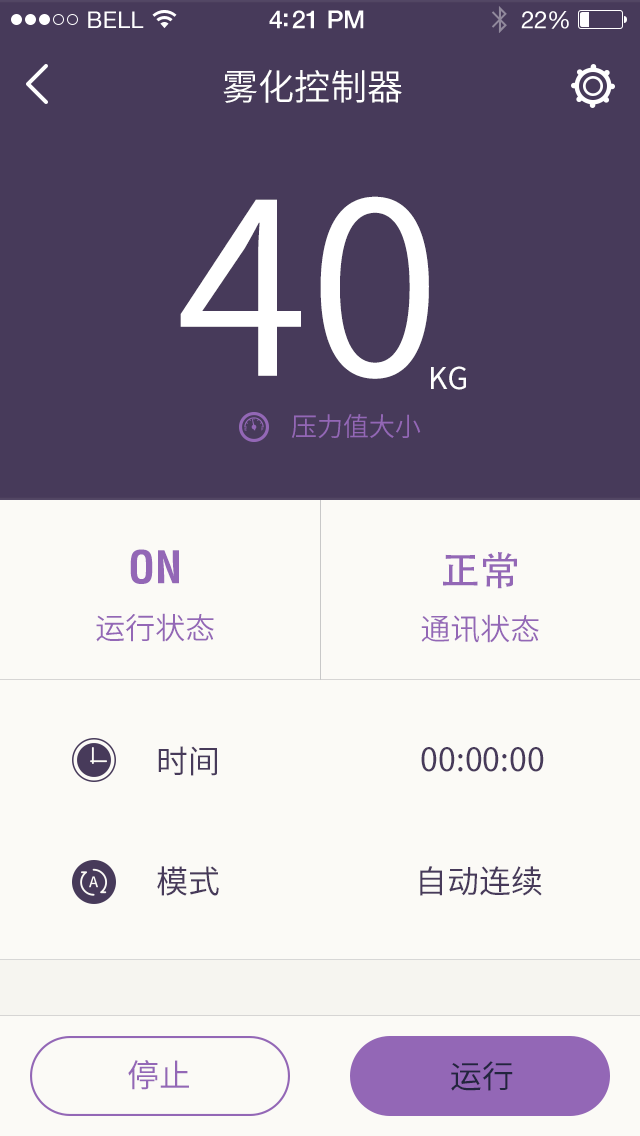 BELL 4:21 PM 22%
雾化控制器
40 KG
压力值大小
ON 正常
运行状态 通讯状态
时间 00:00:00
A 模式 自动连续
停止 运行